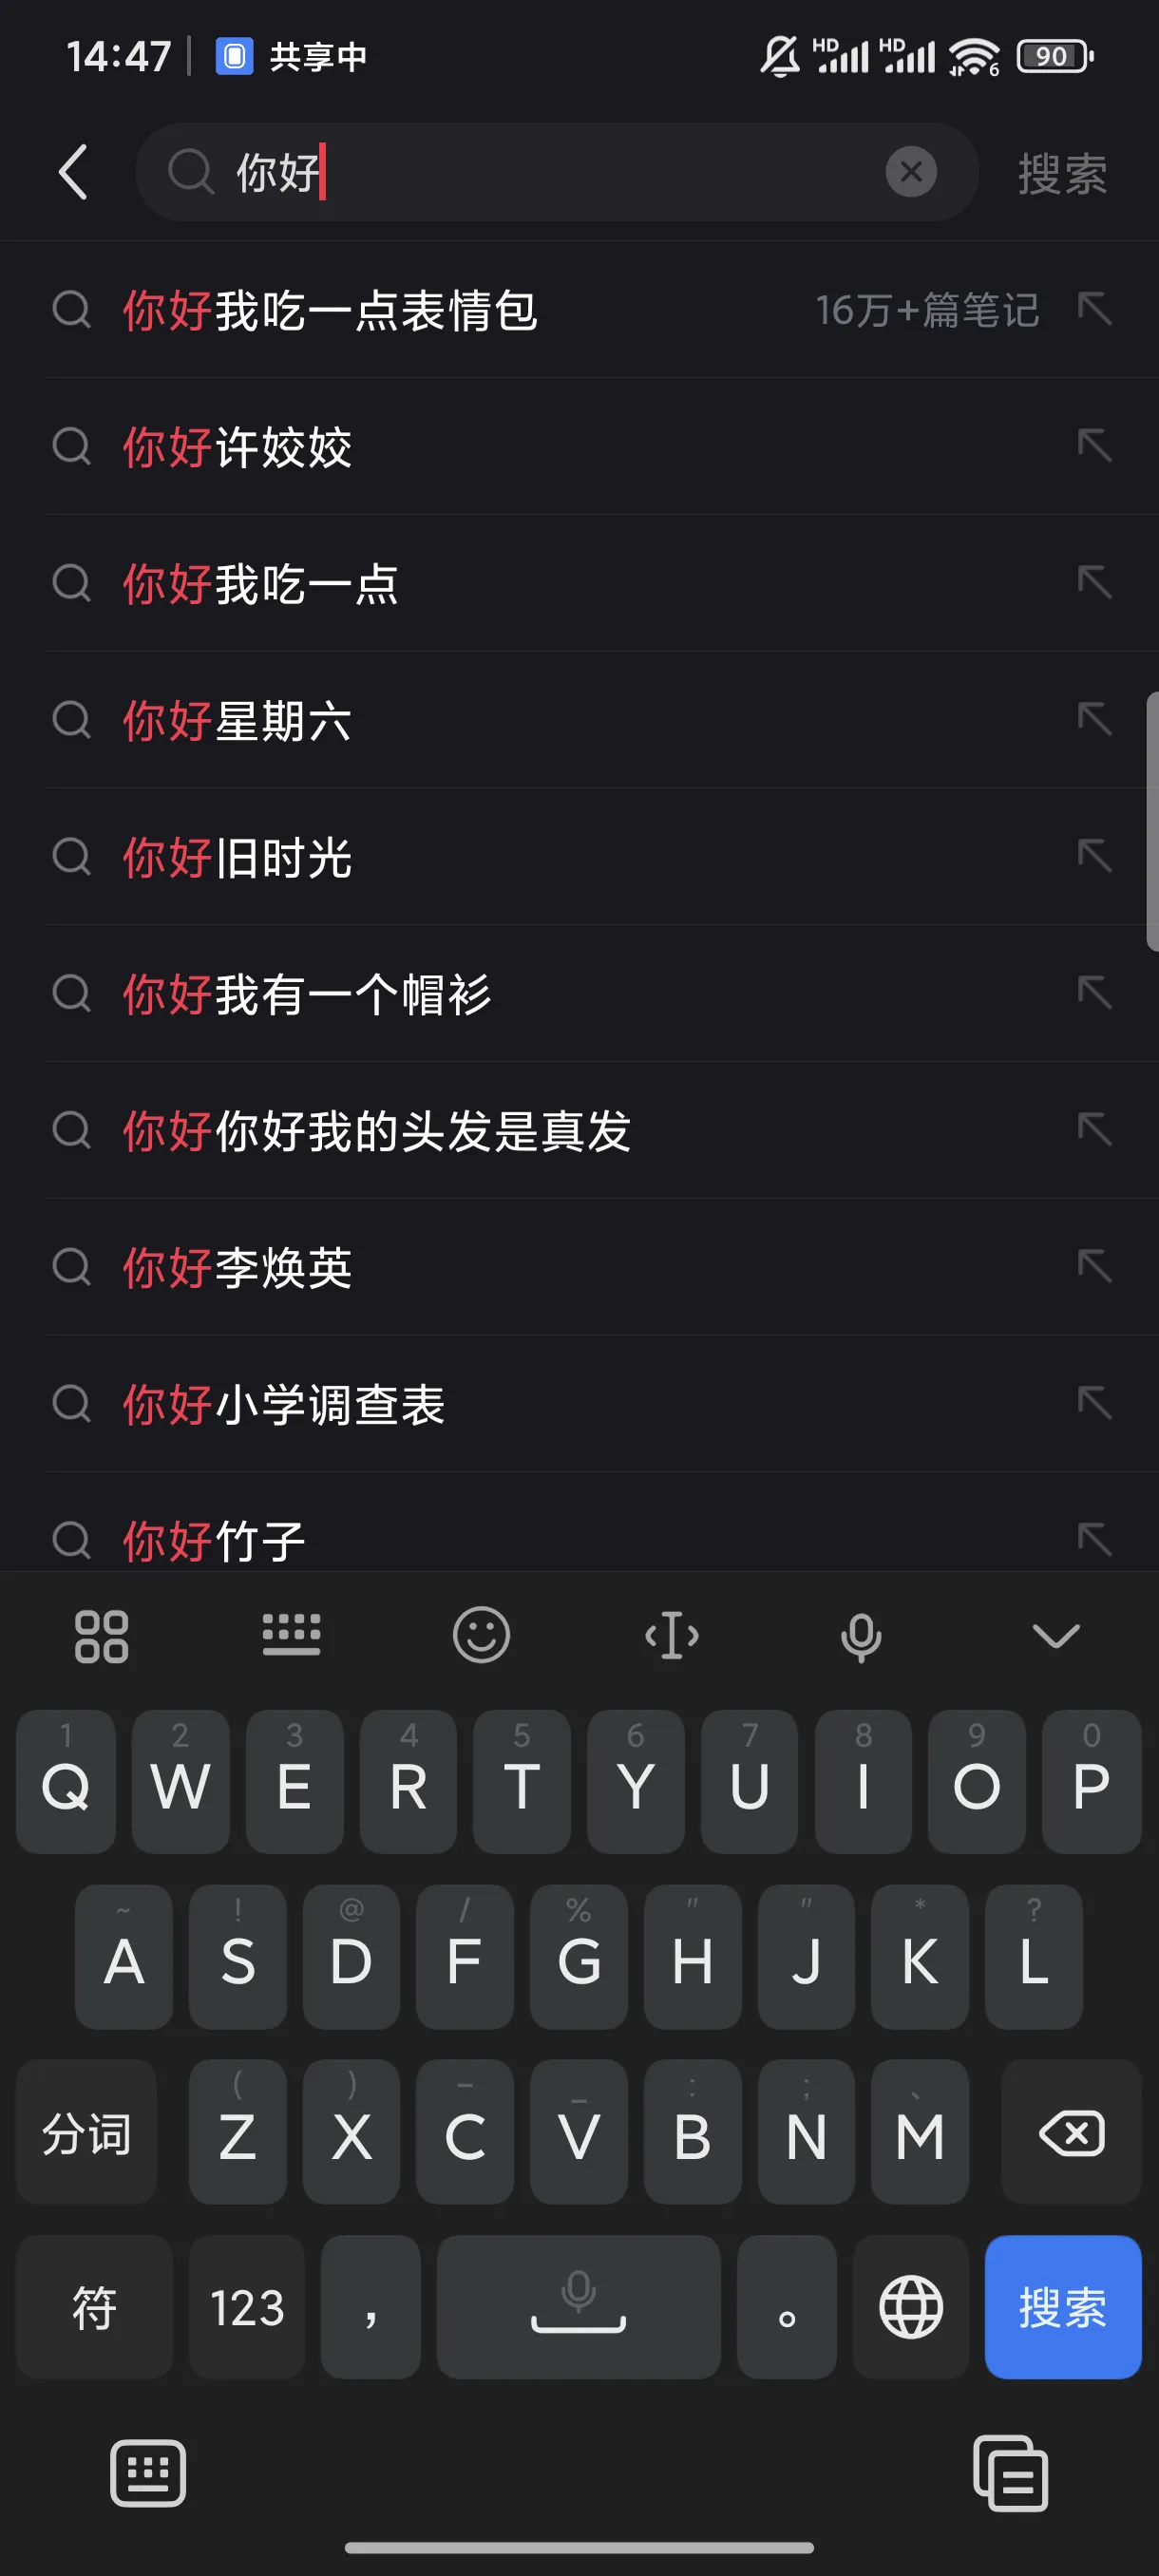 14:47 共享中 HD HD 6 90
你好 搜索
你好我吃一点表情包 16万+篇笔记
你好许姣姣
你好我吃一点
你好星期六
你好旧时光
你好我有一个帽衫
你好你好我的头发是真发
你好李焕英
你好小学调查表
你好竹子
1 2 3 4 5 6 7 8 9 0
Q W E R T Y U I O P
~ ! @ / % " " * ?
A S D F G H J K L
( ) – _ : ; 、
分词 Z X C V B N M
符 123 , 。 搜索